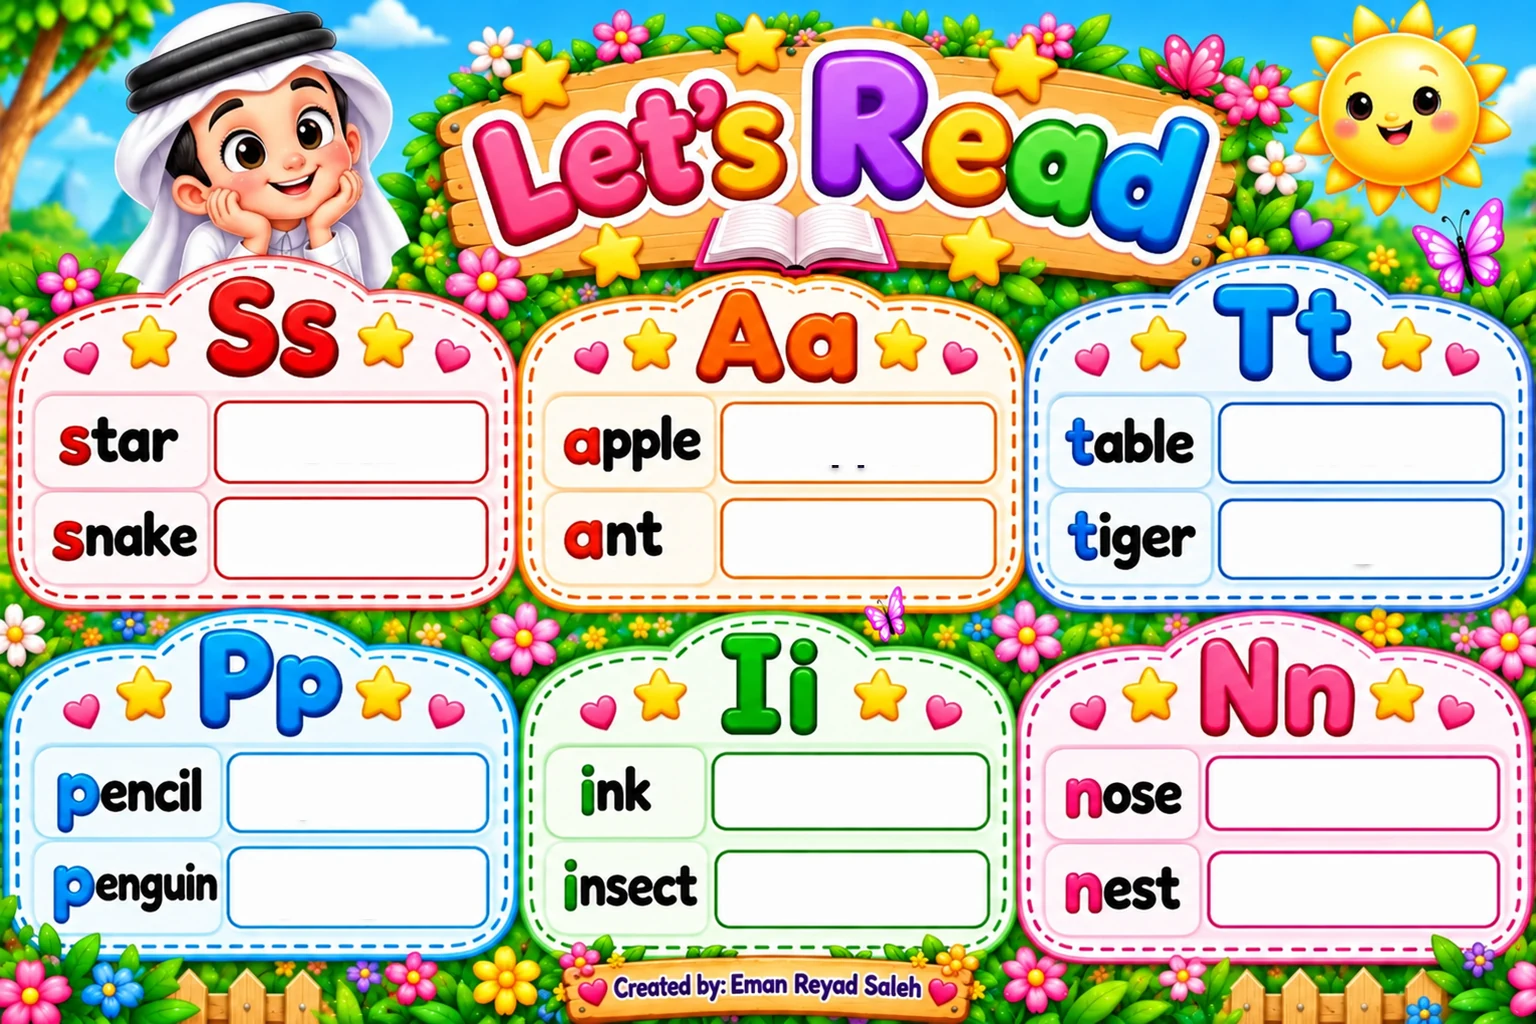 Let's Read
Ss
star
snake
Aa
apple
ant
Tt
table
tiger
Pp
pencil
penguin
Ii
ink
insect
Nn
nose
nest
Created by: Eman Reyad Saleh